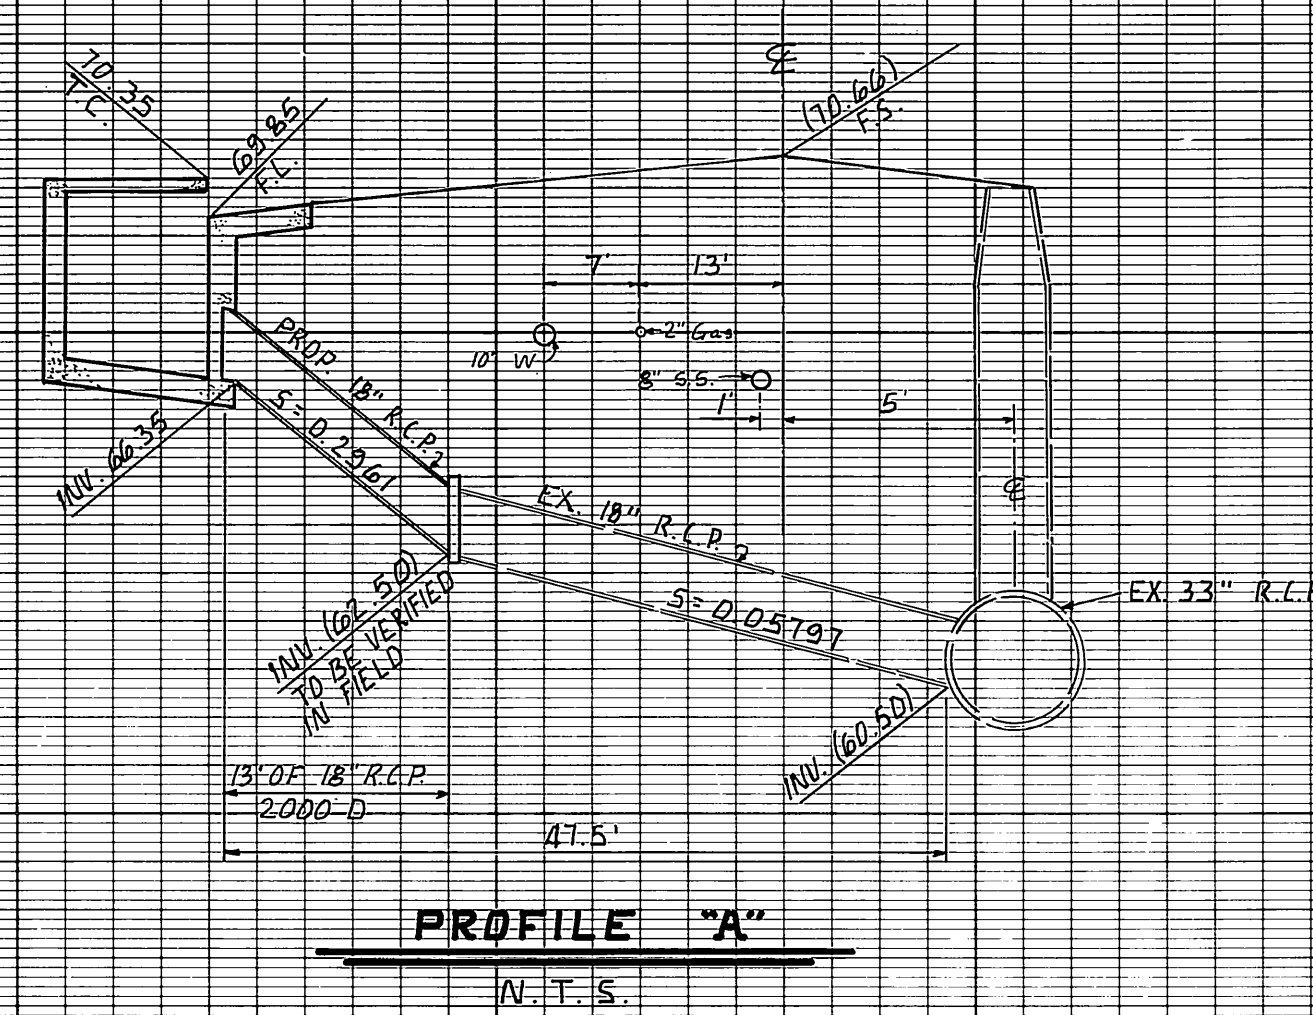 70.35
T.C.
69.85
F.L.
℄
(70.66)
F.S.
7'
13'
10" W.
2" Gas
8" S.S.
1'
5'
PROP. 18" R.C.P.
S = 0.2961
INV. 66.35
℄
EX. 18" R.C.P.
EX. 33" R.C.
S = 0.05797
INV. (62.50)
TO BE VERIFIED
IN FIELD
INV. (60.50)
13' OF 18" R.C.P.
2000 D
47.5'
PROFILE "A"
N.T.S.